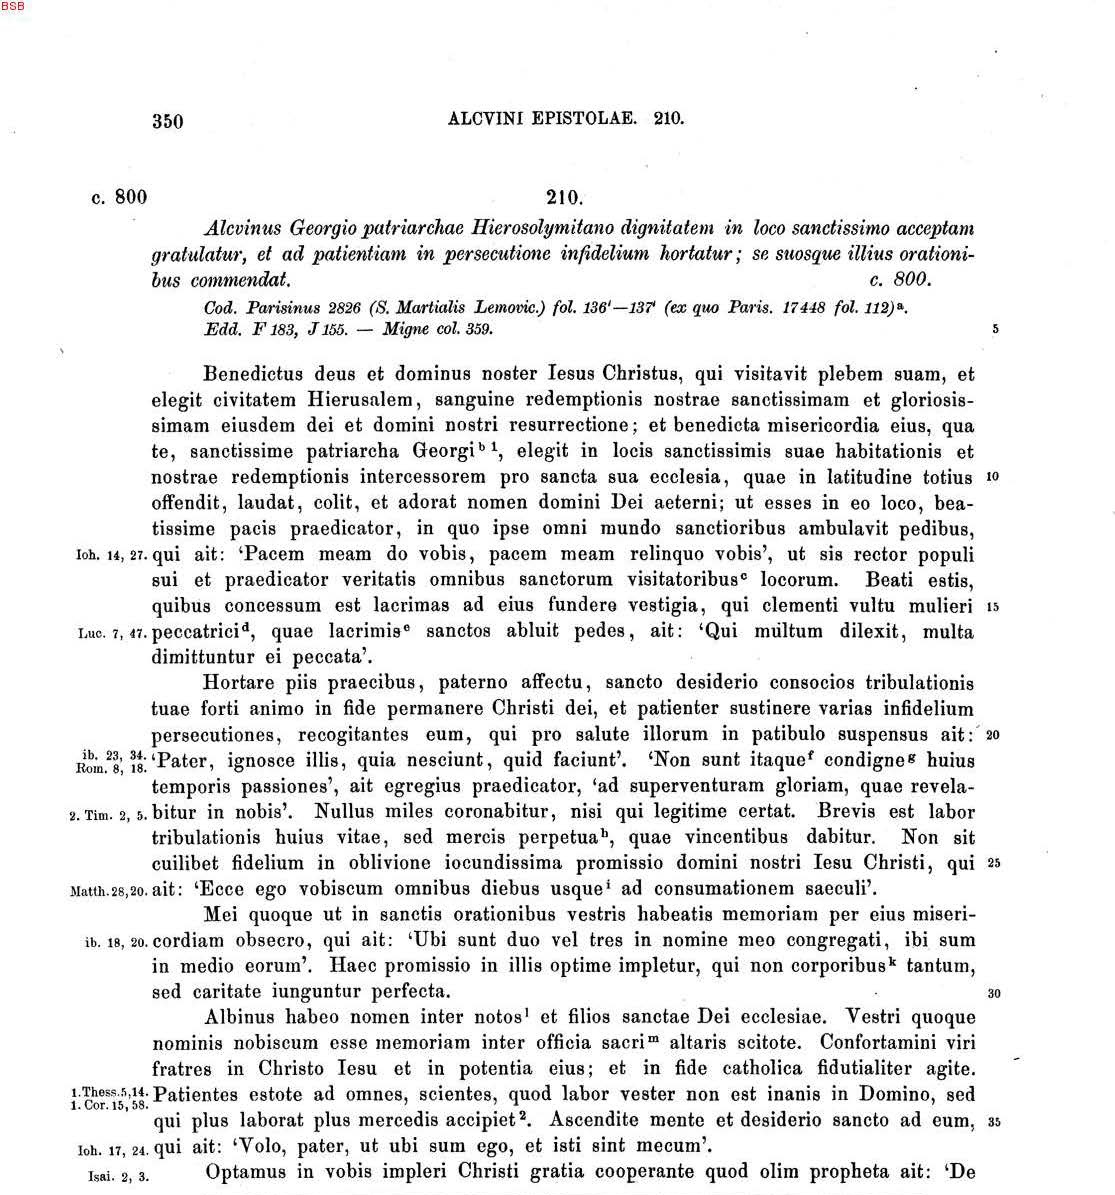 BSB
350 ALCVINI EPISTOLAE. 210.
c. 800 210.
Alcvinus Georgio patriarchae Hierosolymitano dignitatem in loco sanctissimo acceptam
gratulatur, et ad patientiam in persecutione infidelium hortatur; se suosque illius orationi-
bus commendat. c. 800.
Cod. Parisinus 2826 (S. Martialis Lemovic.) fol. 136'—137' (ex quo Paris. 17448 fol. 112)ᵃ.
Edd. F 183, J 155. — Migne col. 359. 5
Benedictus deus et dominus noster Iesus Christus, qui visitavit plebem suam, et
elegit civitatem Hierusalem, sanguine redemptionis nostrae sanctissimam et gloriosis-
simam eiusdem dei et domini nostri resurrectione; et benedicta misericordia eius, qua
te, sanctissime patriarcha Georgiᵇ ¹, elegit in locis sanctissimis suae habitationis et
nostrae redemptionis intercessorem pro sancta sua ecclesia, quae in latitudine totius 10
offendit, laudat, colit, et adorat nomen domini Dei aeterni; ut esses in eo loco, bea-
tissime pacis praedicator, in quo ipse omni mundo sanctioribus ambulavit pedibus,
Ioh. 14, 27. qui ait: ‘Pacem meam do vobis, pacem meam relinquo vobis’, ut sis rector populi
sui et praedicator veritatis omnibus sanctorum visitatoribusᶜ locorum. Beati estis,
quibus concessum est lacrimas ad eius fundere vestigia, qui clementi vultu mulieri 15
Luc. 7, 47. peccatriciᵈ, quae lacrimisᵉ sanctos abluit pedes, ait: ‘Qui multum dilexit, multa
dimittuntur ei peccata’.
Hortare piis praecibus, paterno affectu, sancto desiderio consocios tribulationis
tuae forti animo in fide permanere Christi dei, et patienter sustinere varias infidelium
persecutiones, recogitantes eum, qui pro salute illorum in patibulo suspensus ait: 20
ib. 23, 34. Rom. 8, 18. ‘Pater, ignosce illis, quia nesciunt, quid faciunt’. ‘Non sunt itaqueᶠ condigneᵍ huius
temporis passiones’, ait egregius praedicator, ‘ad superventuram gloriam, quae revela-
2. Tim. 2, 5. bitur in nobis’. Nullus miles coronabitur, nisi qui legitime certat. Brevis est labor
tribulationis huius vitae, sed mercis perpetuaʰ, quae vincentibus dabitur. Non sit
cuilibet fidelium in oblivione iocundissima promissio domini nostri Iesu Christi, qui 25
Matth. 28, 20. ait: ‘Ecce ego vobiscum omnibus diebus usqueⁱ ad consumationem saeculi’.
Mei quoque ut in sanctis orationibus vestris habeatis memoriam per eius miseri-
ib. 18, 20. cordiam obsecro, qui ait: ‘Ubi sunt duo vel tres in nomine meo congregati, ibi sum
in medio eorum’. Haec promissio in illis optime impletur, qui non corporibusᵏ tantum,
sed caritate iunguntur perfecta. 30
Albinus habeo nomen inter notosˡ et filios sanctae Dei ecclesiae. Vestri quoque
nominis nobiscum esse memoriam inter officia sacriᵐ altaris scitote. Confortamini viri
fratres in Christo Iesu et in potentia eius; et in fide catholica fidutialiter agite.
1. Thess. 5, 14. 1. Cor. 15, 58. Patientes estote ad omnes, scientes, quod labor vester non est inanis in Domino, sed
qui plus laborat plus mercedis accipiet². Ascendite mente et desiderio sancto ad eum, 35
Ioh. 17, 24. qui ait: ‘Volo, pater, ut ubi sum ego, et isti sint mecum’.
Isai. 2, 3. Optamus in vobis impleri Christi gratia cooperante quod olim propheta ait: ‘De